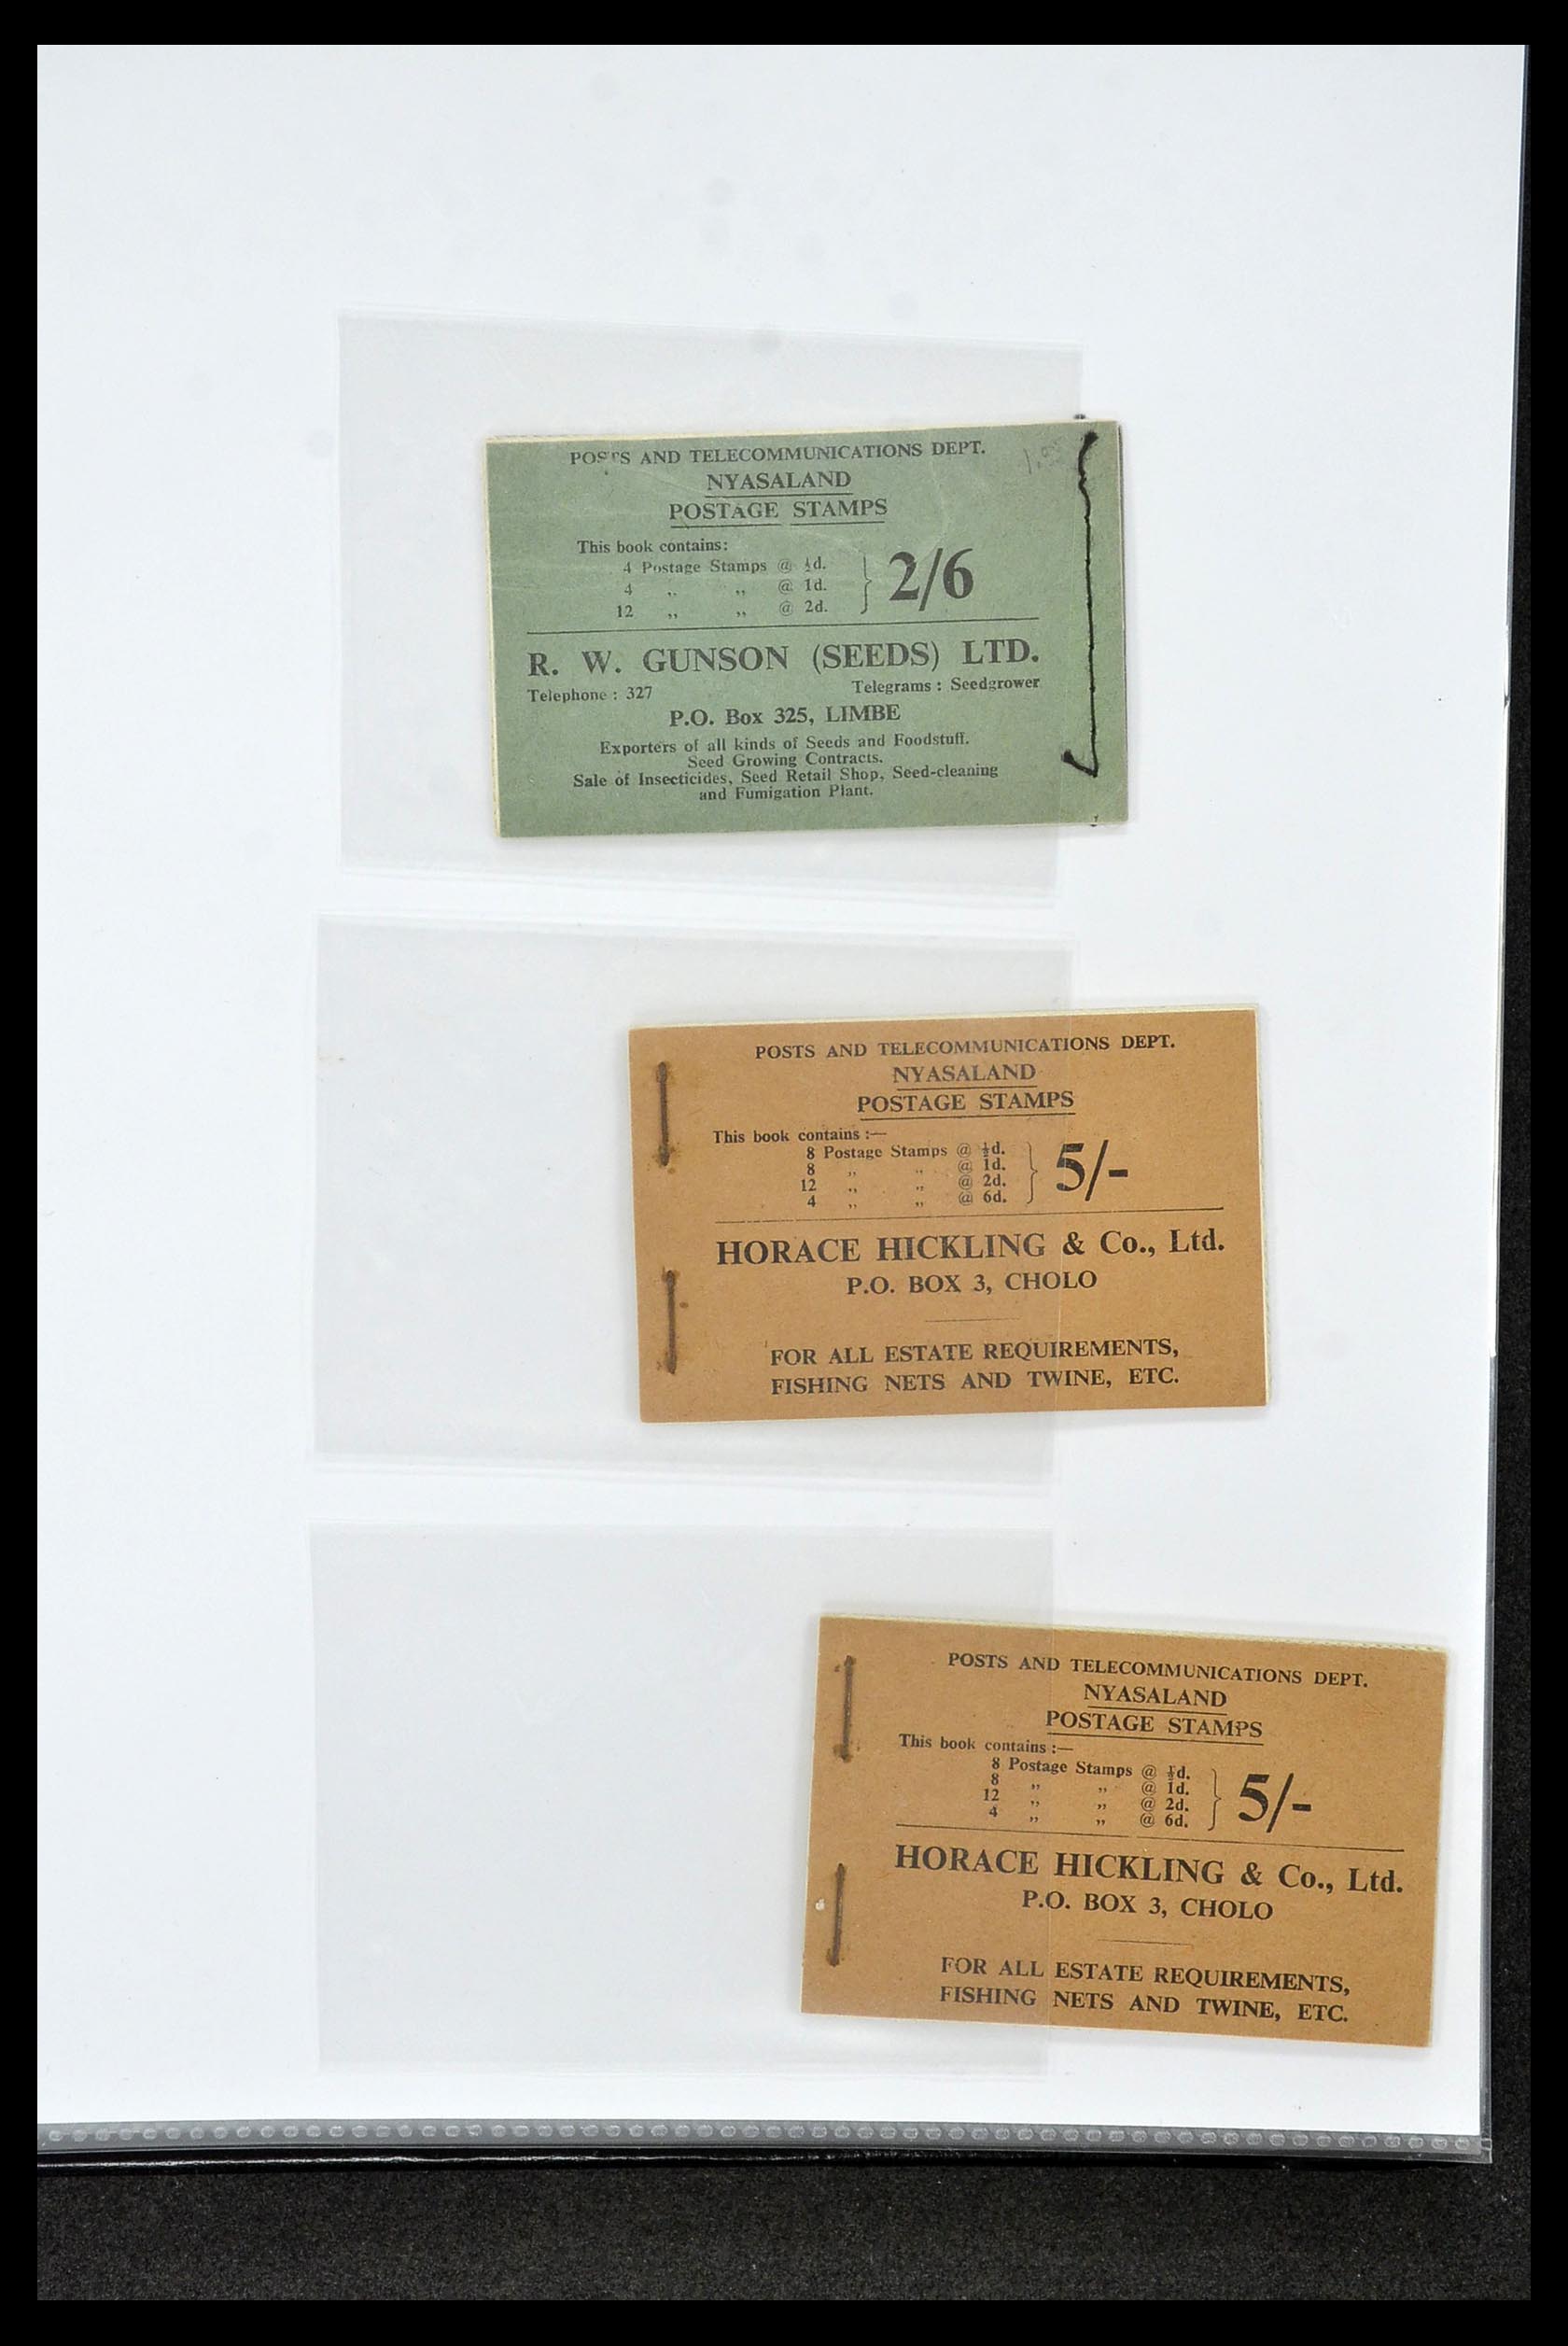 POSTS AND TELECOMMUNICATIONS DEPT.
NYASALAND
POSTAGE STAMPS
This book contains:
4 Postage Stamps @ ½d.
4 ,, ,, @ 1d.
12 ,, ,, @ 2d.
} 2/6
R. W. GUNSON (SEEDS) LTD.
Telephone : 327 Telegrams : Seedgrower
P.O. Box 325, LIMBE
Exporters of all kinds of Seeds and Foodstuff.
Seed Growing Contracts.
Sale of Insecticides, Seed Retail Shop, Seed-cleaning
and Fumigation Plant.
POSTS AND TELECOMMUNICATIONS DEPT.
NYASALAND
POSTAGE STAMPS
This book contains :—
8 Postage Stamps @ ½d.
8 ,, ,, @ 1d.
12 ,, ,, @ 2d.
4 ,, ,, @ 6d.
} 5/-
HORACE HICKLING & Co., Ltd.
P.O. BOX 3, CHOLO
FOR ALL ESTATE REQUIREMENTS,
FISHING NETS AND TWINE, ETC.
POSTS AND TELECOMMUNICATIONS DEPT.
NYASALAND
POSTAGE STAMPS
This book contains :—
8 Postage Stamps @ ½d.
8 ,, ,, @ 1d.
12 ,, ,, @ 2d.
4 ,, ,, @ 6d.
} 5/-
HORACE HICKLING & Co., Ltd.
P.O. BOX 3, CHOLO
FOR ALL ESTATE REQUIREMENTS,
FISHING NETS AND TWINE, ETC.